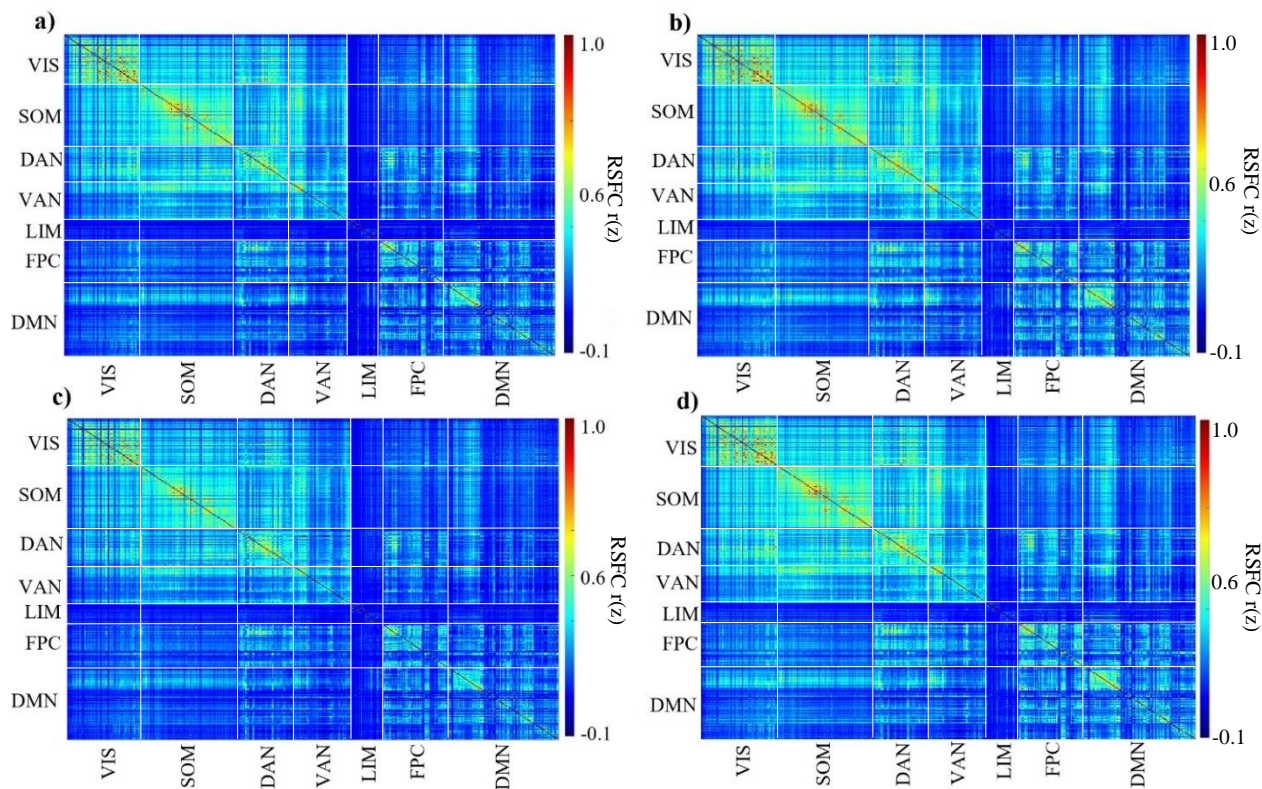 a)
VIS
SOM
DAN
VAN
LIM
FPC
DMN
VIS
SOM
DAN
VAN
LIM
FPC
DMN
1.0
0.6
-0.1
RSFC r(z)
b)
VIS
SOM
DAN
VAN
LIM
FPC
DMN
VIS
SOM
DAN
VAN
LIM
FPC
DMN
1.0
0.6
-0.1
RSFC r(z)
c)
VIS
SOM
DAN
VAN
LIM
FPC
DMN
VIS
SOM
DAN
VAN
LIM
FPC
DMN
1.0
0.6
-0.1
RSFC r(z)
d)
VIS
SOM
DAN
VAN
LIM
FPC
DMN
VIS
SOM
DAN
VAN
LIM
FPC
DMN
1.0
0.6
-0.1
RSFC r(z)